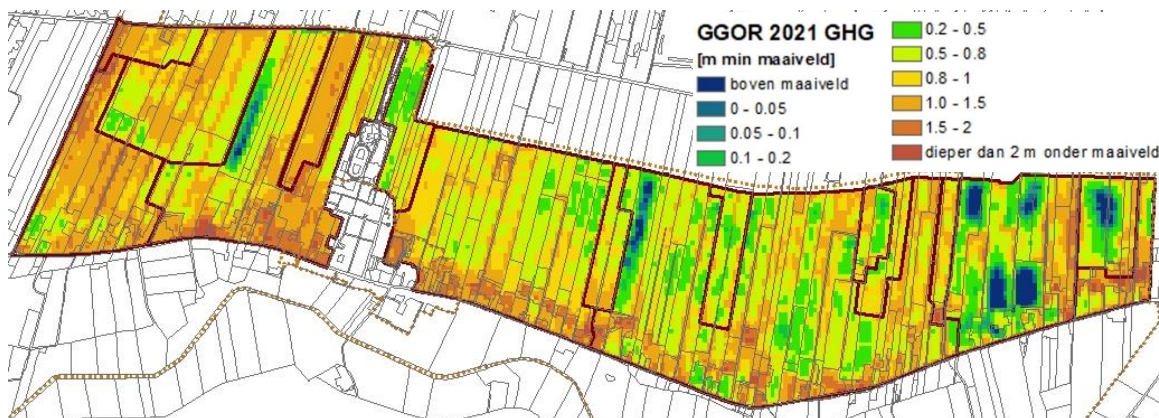 GGOR 2021 GHG
[m min maaiveld]
boven maaiveld
0 - 0.05
0.05 - 0.1
0.1 - 0.2
0.2 - 0.5
0.5 - 0.8
0.8 - 1
1.0 - 1.5
1.5 - 2
dieper dan 2 m onder maaiveld